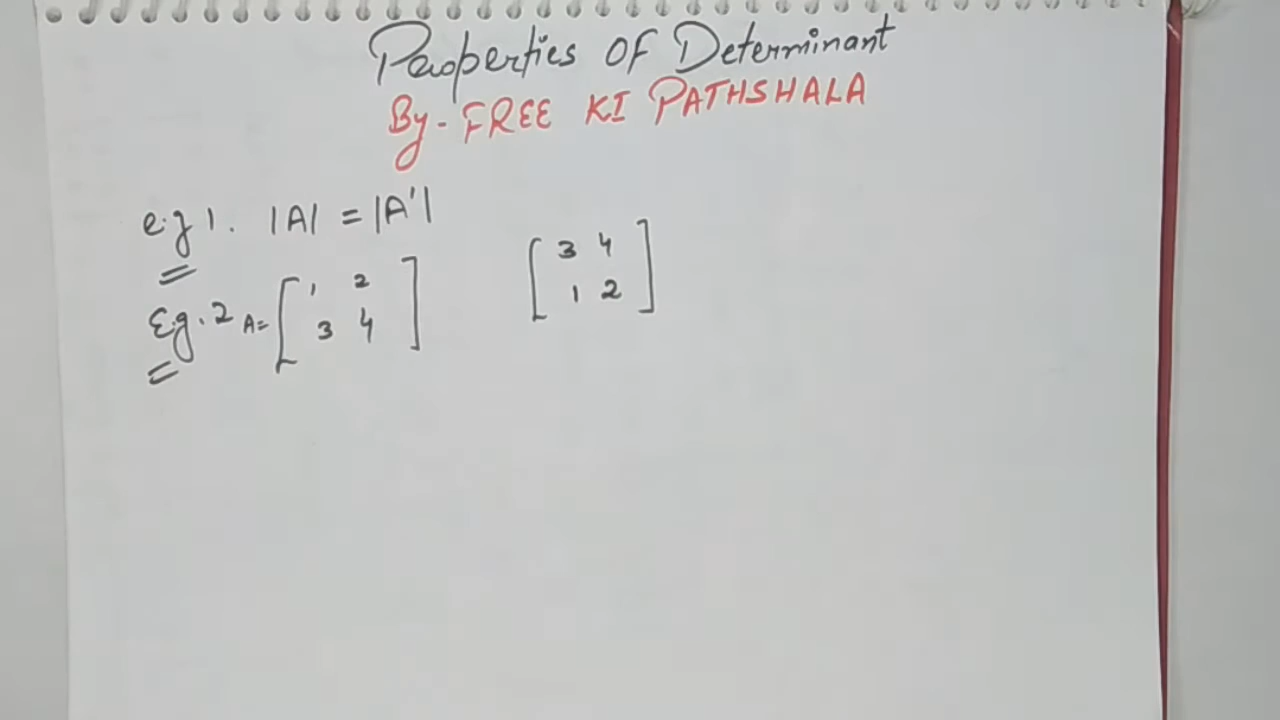 Properties OF Determinant
By- FREE KI PATHSHALA
e.g 1. |A| = |A'|
Eg. 2 A= [ 1 2
3 4 ]
[ 3 4
1 2 ]